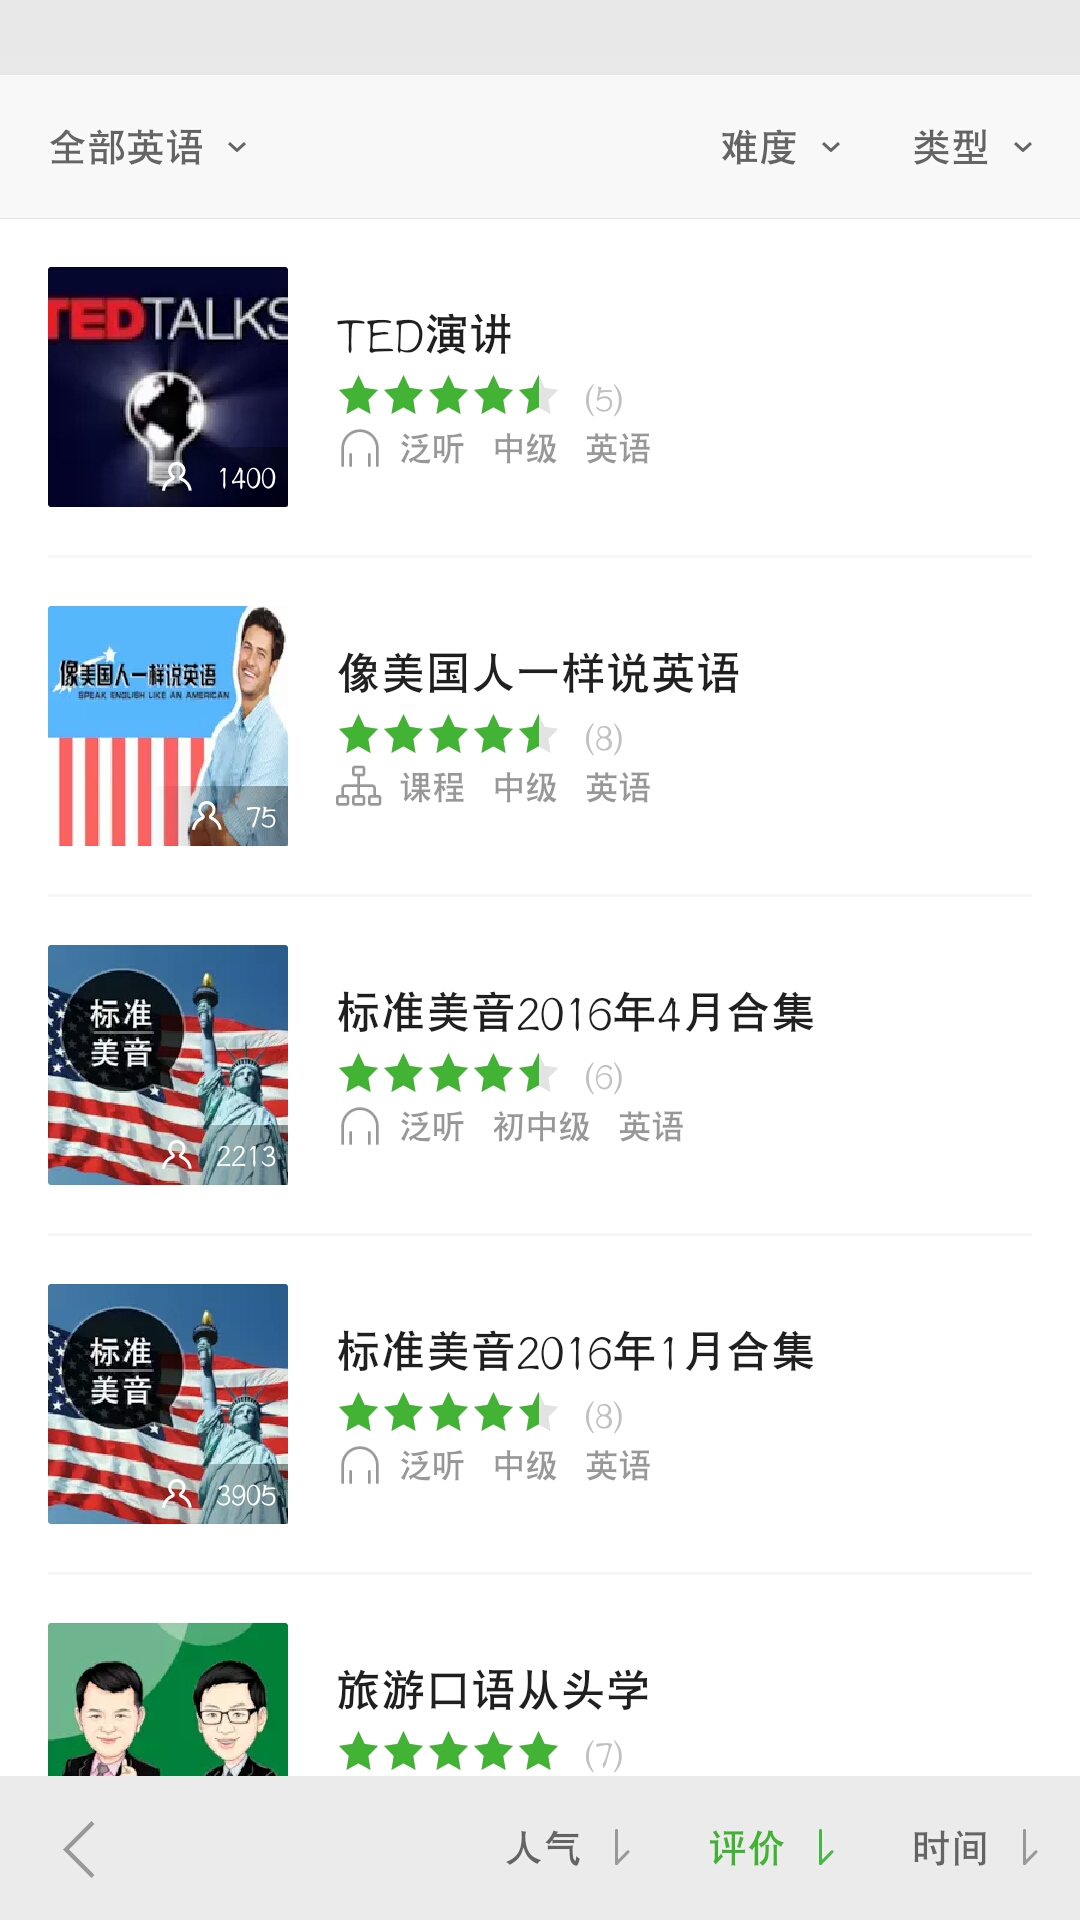 全部英语 难度 类型
TEDTALKS
1400
TED演讲
(5)
泛听 中级 英语
像美国人一样说英语
SPEAK ENGLISH LIKE AN AMERICAN
75
像美国人一样说英语
(8)
课程 中级 英语
标准
美音
2213
标准美音2016年4月合集
(6)
泛听 初中级 英语
标准
美音
3905
标准美音2016年1月合集
(8)
泛听 中级 英语
旅游口语从头学
(7)
人气 评价 时间